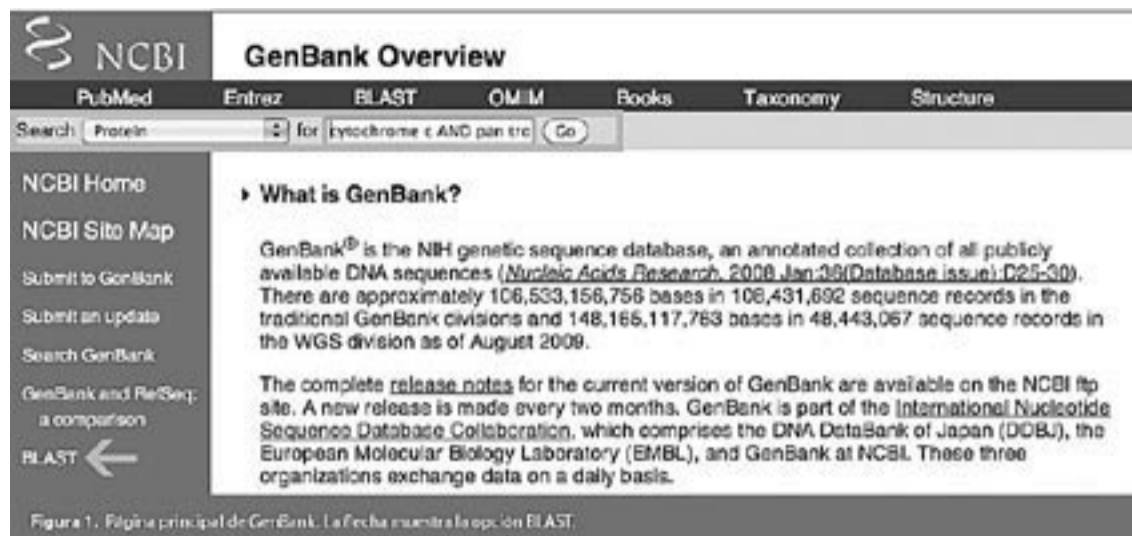 NCBI
GenBank Overview
PubMed Entrez BLAST OMIM Books Taxonomy Structure
Search Protein for cytochrome c AND pan tro Go
NCBI Home
NCBI Site Map
Submit to GenBank
Submit an update
Search GenBank
GenBank and RefSeq:
a comparison
BLAST
What is GenBank?
GenBank® is the NIH genetic sequence database, an annotated collection of all publicly
available DNA sequences (Nucleic Acids Research, 2008 Jan;36(Database issue):D25-30).
There are approximately 106,533,156,756 bases in 108,431,692 sequence records in the
traditional GenBank divisions and 148,165,117,763 bases in 48,443,067 sequence records in
the WGS division as of August 2009.
The complete release notes for the current version of GenBank are available on the NCBI ftp
site. A new release is made every two months. GenBank is part of the International Nucleotide
Sequence Database Collaboration, which comprises the DNA DataBank of Japan (DDBJ), the
European Molecular Biology Laboratory (EMBL), and GenBank at NCBI. These three
organizations exchange data on a daily basis.
Figura 1. Página principal de GenBank. La flecha muestra la opción BLAST.